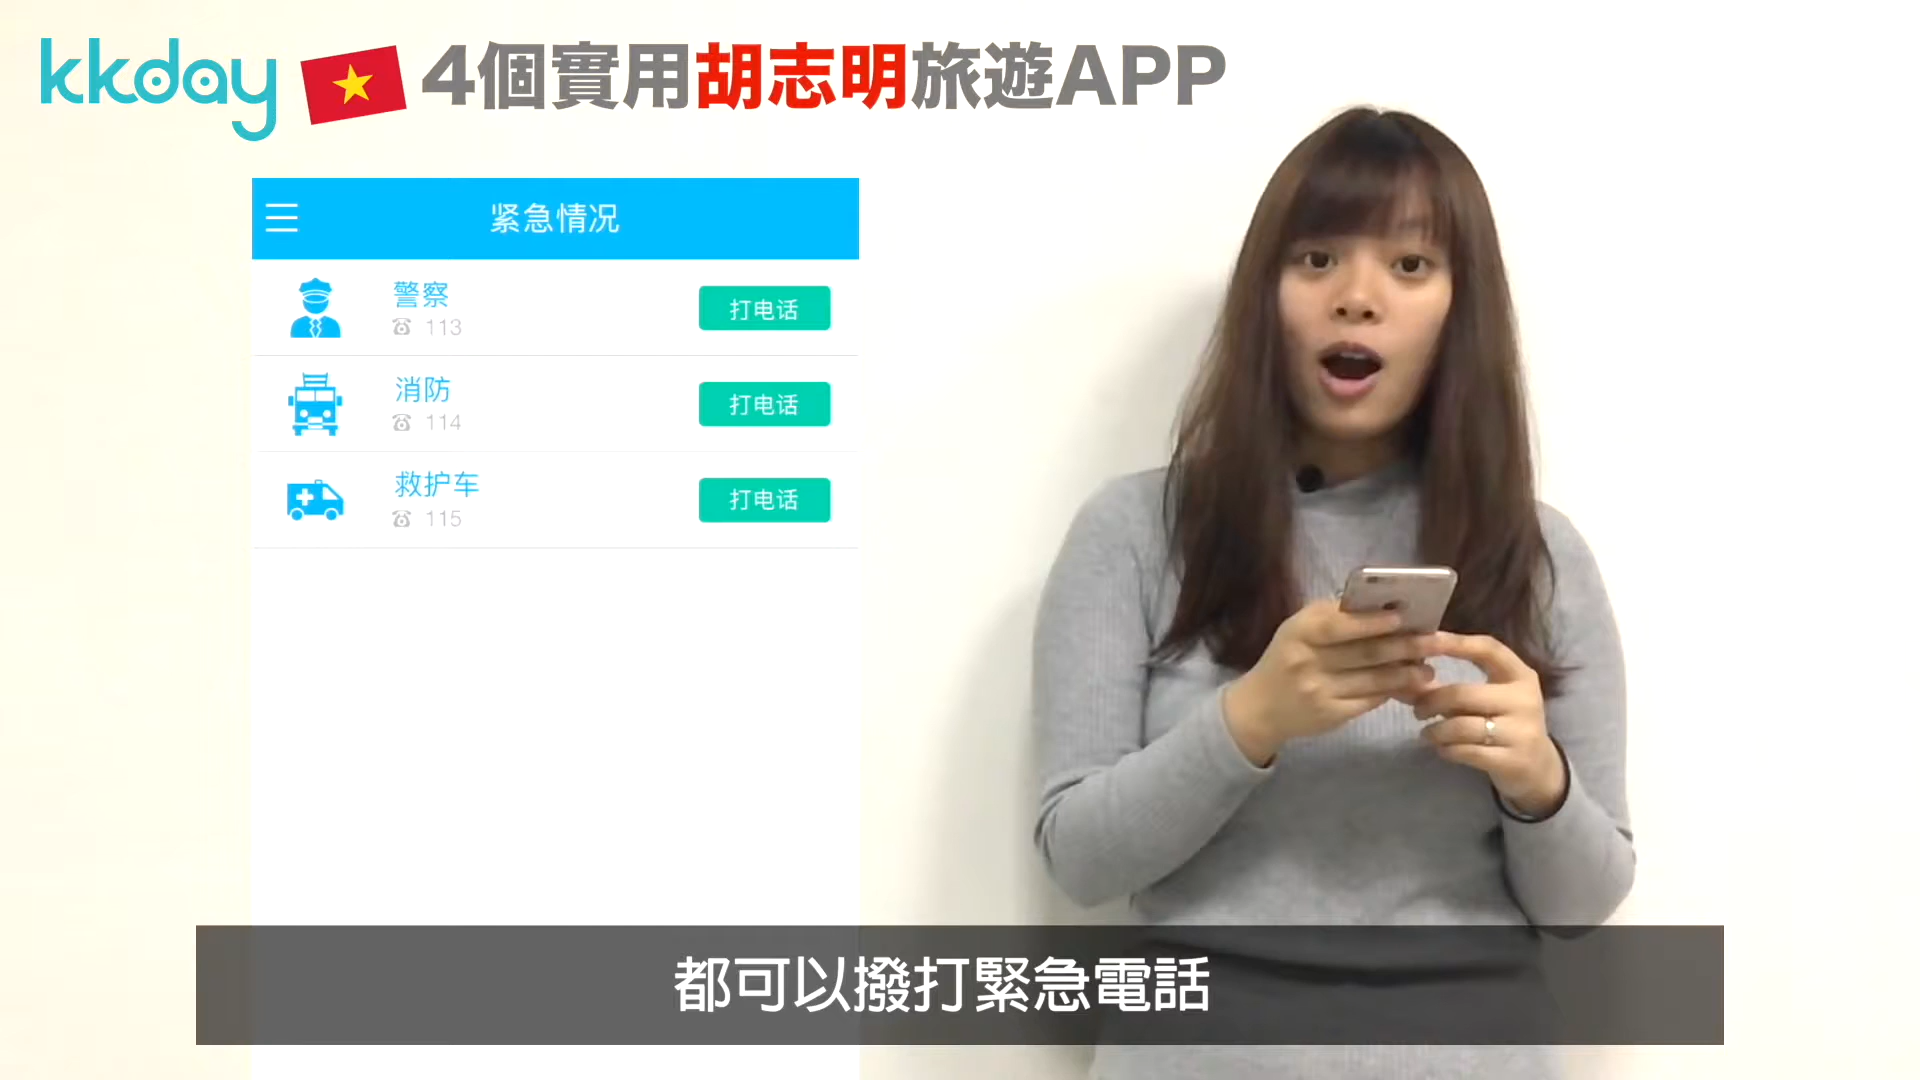 kkday 4個實用胡志明旅遊APP
紧急情况
警察
113
打电话
消防
114
打电话
救护车
115
打电话
都可以撥打緊急電話